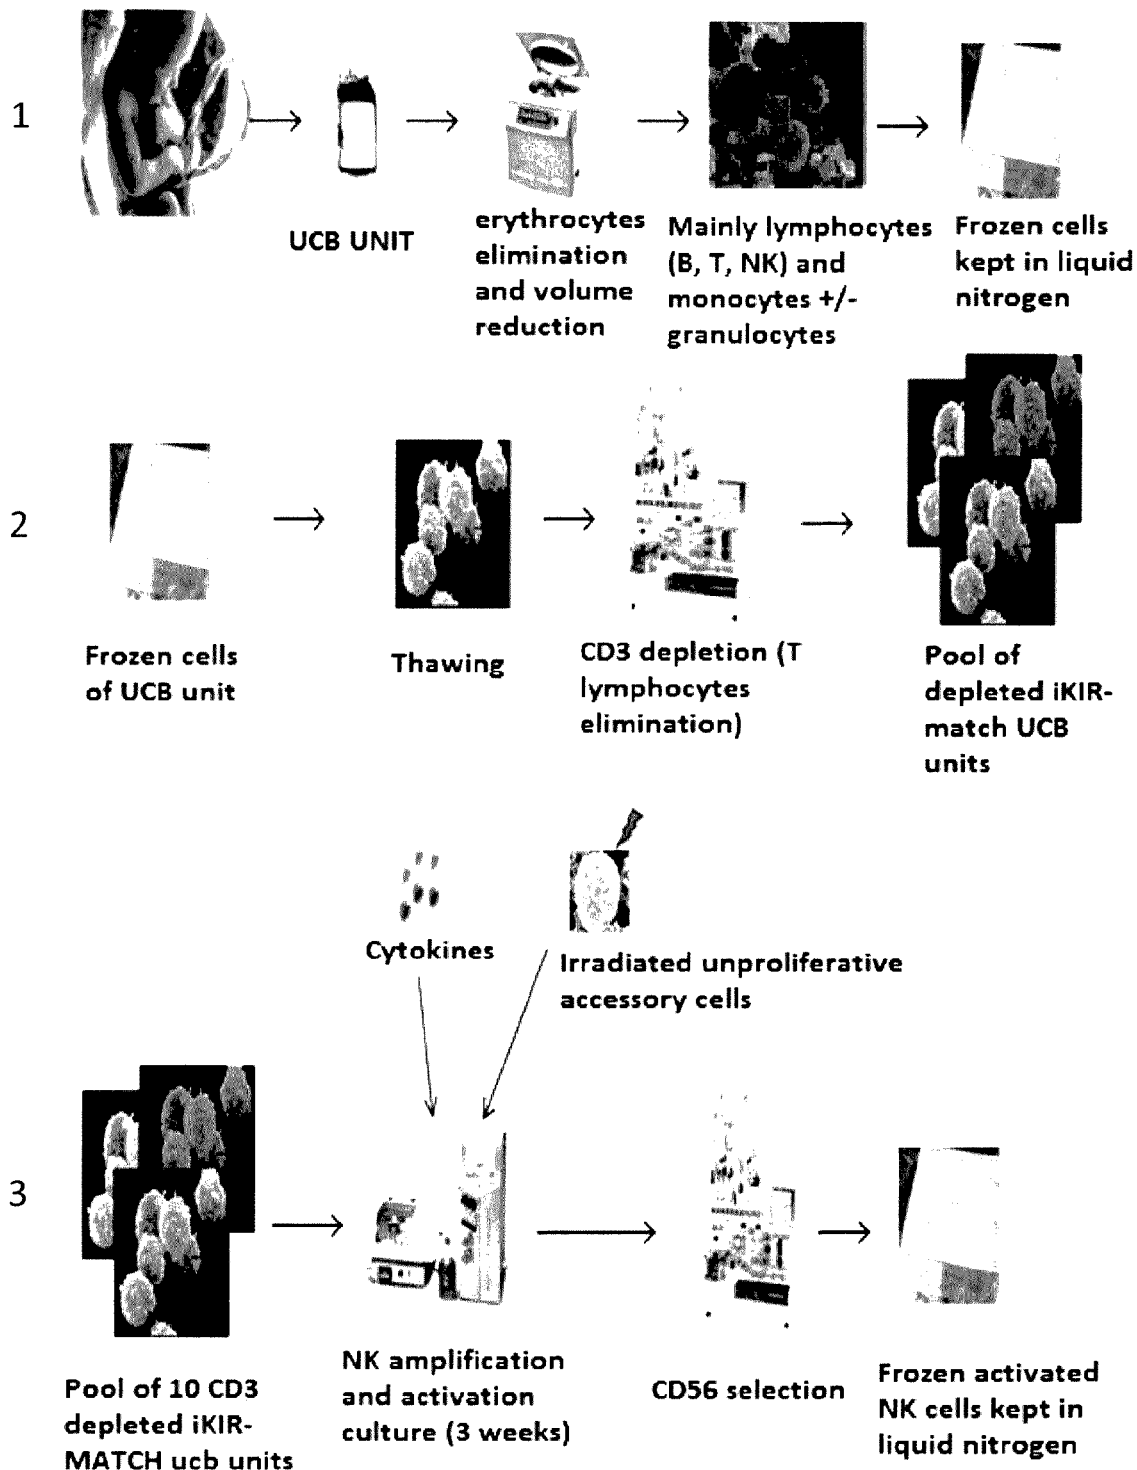 1
UCB UNIT
erythrocytes
elimination
and volume
reduction
Mainly lymphocytes
(B, T, NK) and
monocytes +/-
granulocytes
Frozen cells
kept in liquid
nitrogen
2
Frozen cells
of UCB unit
Thawing
CD3 depletion (T
lymphocytes
elimination)
Pool of
depleted iKIR-
match UCB
units
Cytokines
Irradiated unproliferative
accessory cells
3
Pool of 10 CD3
depleted iKIR-
MATCH ucb units
NK amplification
and activation
culture (3 weeks)
CD56 selection
Frozen activated
NK cells kept in
liquid nitrogen